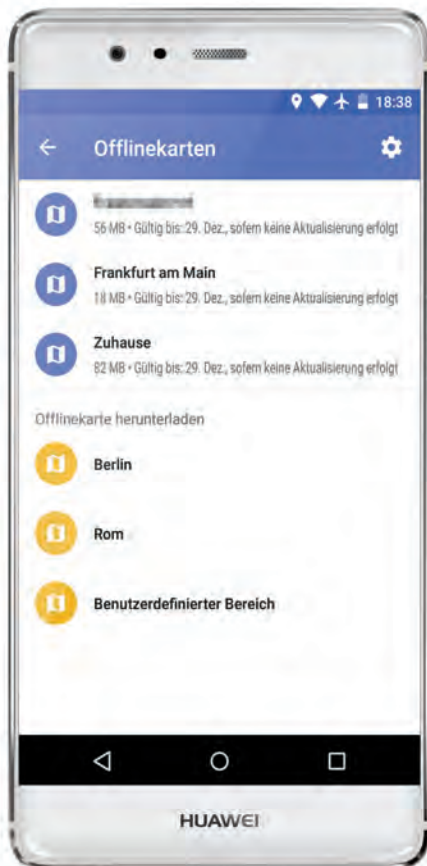 18:38
Offlinekarten
56 MB • Gültig bis: 29. Dez., sofern keine Aktualisierung erfolgt
Frankfurt am Main
18 MB • Gültig bis: 29. Dez., sofern keine Aktualisierung erfolgt
Zuhause
82 MB • Gültig bis: 29. Dez., sofern keine Aktualisierung erfolgt
Offlinekarte herunterladen
Berlin
Rom
Benutzerdefinierter Bereich
HUAWEI